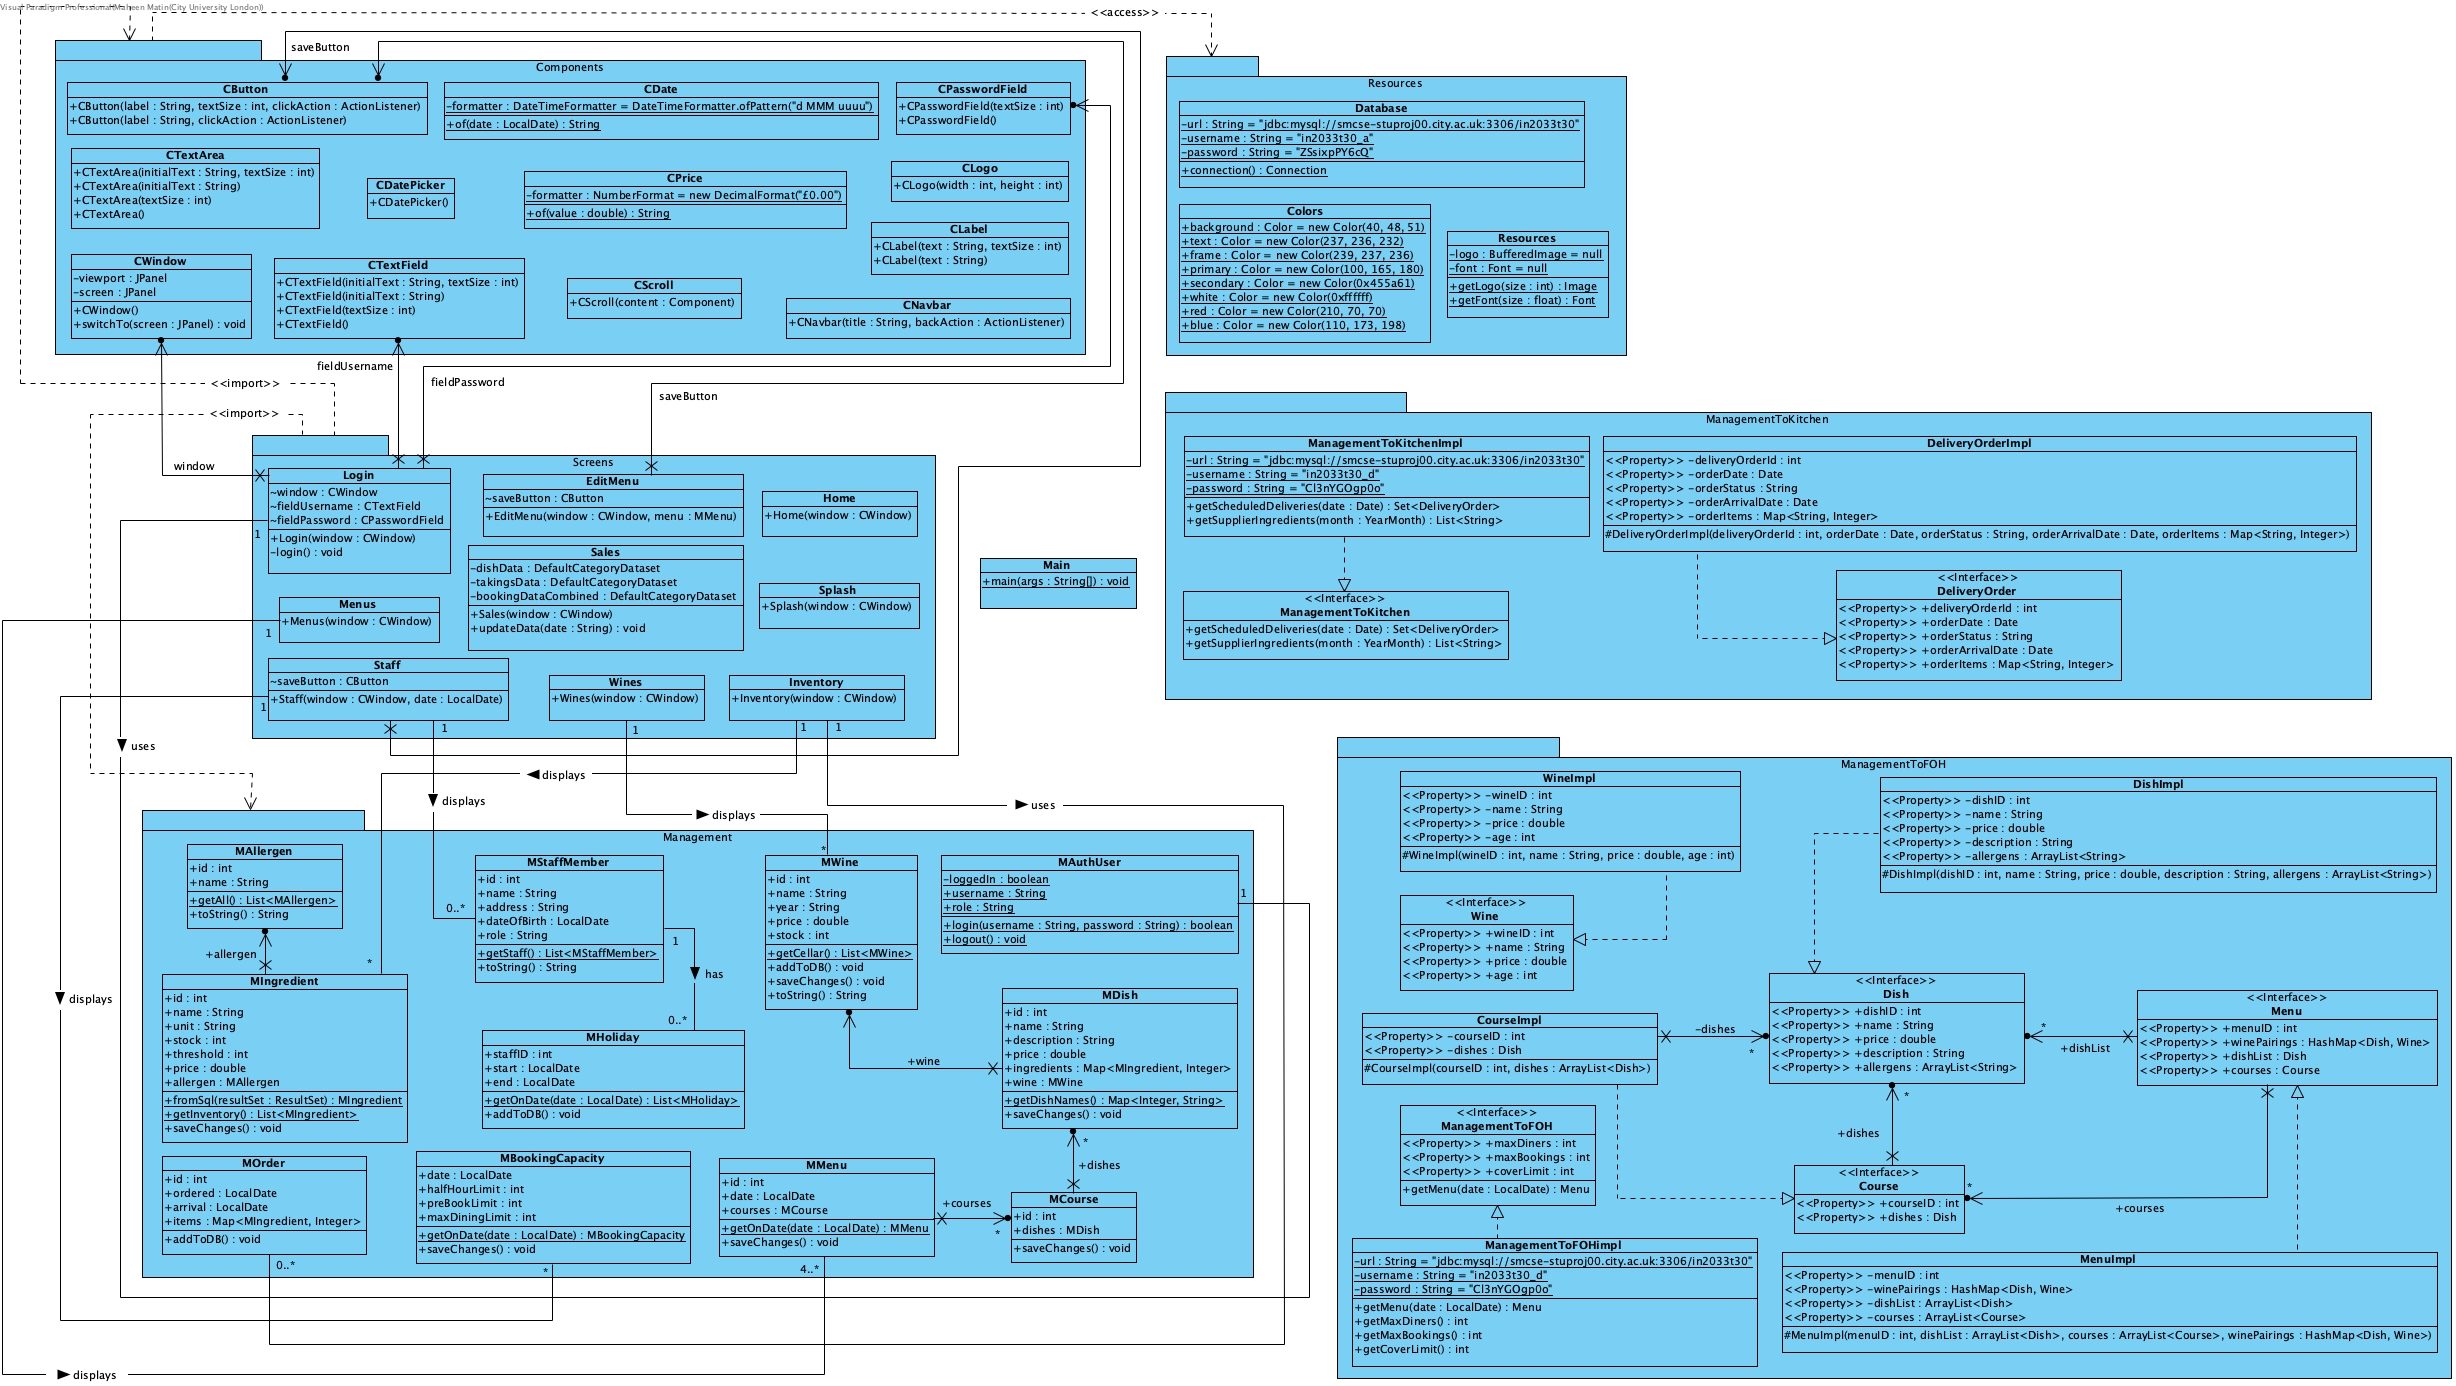 Visual Paradigm Professional(Maheen Matin(City University London))
<<access>>
saveButton
Components
CButton
+CButton(label : String, textSize : int, clickAction : ActionListener)
+CButton(label : String, clickAction : ActionListener)
CDate
-formatter : DateTimeFormatter = DateTimeFormatter.ofPattern("d MMM uuuu")
+of(date : LocalDate) : String
CPasswordField
+CPasswordField(textSize : int)
+CPasswordField()
CTextArea
+CTextArea(initialText : String, textSize : int)
+CTextArea(initialText : String)
+CTextArea(textSize : int)
+CTextArea()
CDatePicker
+CDatePicker()
CPrice
-formatter : NumberFormat = new DecimalFormat("£0.00")
+of(value : double) : String
CLogo
+CLogo(width : int, height : int)
CLabel
+CLabel(text : String, textSize : int)
+CLabel(text : String)
CWindow
-viewport : JPanel
-screen : JPanel
+CWindow()
+switchTo(screen : JPanel) : void
CTextField
+CTextField(initialText : String, textSize : int)
+CTextField(initialText : String)
+CTextField(textSize : int)
+CTextField()
CScroll
+CScroll(content : Component)
CNavbar
+CNavbar(title : String, backAction : ActionListener)
Resources
Database
-url : String = "jdbc:mysql://smcse-stuproj00.city.ac.uk:3306/in2033t30"
-username : String = "in2033t30_a"
-password : String = "ZSsixpPY6cQ"
+connection() : Connection
Colors
+background : Color = new Color(40, 48, 51)
+text : Color = new Color(237, 236, 232)
+frame : Color = new Color(239, 237, 236)
+primary : Color = new Color(100, 165, 180)
+secondary : Color = new Color(0x455a61)
+white : Color = new Color(0xffffff)
+red : Color = new Color(210, 70, 70)
+blue : Color = new Color(110, 173, 198)
Resources
-logo : BufferedImage = null
-font : Font = null
+getLogo(size : int) : Image
+getFont(size : float) : Font
fieldUsername
fieldPassword
<<import>>
saveButton
<<import>>
window
Screens
Login
~window : CWindow
~fieldUsername : CTextField
~fieldPassword : CPasswordField
+Login(window : CWindow)
-login() : void
1
EditMenu
~saveButton : CButton
+EditMenu(window : CWindow, menu : MMenu)
Home
+Home(window : CWindow)
Sales
-dishData : DefaultCategoryDataset
-takingsData : DefaultCategoryDataset
-bookingDataCombined : DefaultCategoryDataset
+Sales(window : CWindow)
+updateData(date : String) : void
Splash
+Splash(window : CWindow)
Menus
+Menus(window : CWindow)
1
Staff
~saveButton : CButton
+Staff(window : CWindow, date : LocalDate)
1
1
Wines
+Wines(window : CWindow)
1
Inventory
+Inventory(window : CWindow)
1
1
Main
+main(args : String[]) : void
ManagementToKitchen
ManagementToKitchenImpl
-url : String = "jdbc:mysql://smcse-stuproj00.city.ac.uk:3306/in2033t30"
-username : String = "in2033t30_d"
-password : String = "Cl3nYGOgp0o"
+getScheduledDeliveries(date : Date) : Set<DeliveryOrder>
+getSupplierIngredients(month : YearMonth) : List<String>
<<Interface>>
ManagementToKitchen
+getScheduledDeliveries(date : Date) : Set<DeliveryOrder>
+getSupplierIngredients(month : YearMonth) : List<String>
DeliveryOrderImpl
<<Property>> -deliveryOrderId : int
<<Property>> -orderDate : Date
<<Property>> -orderStatus : String
<<Property>> -orderArrivalDate : Date
<<Property>> -orderItems : Map<String, Integer>
#DeliveryOrderImpl(deliveryOrderId : int, orderDate : Date, orderStatus : String, orderArrivalDate : Date, orderItems : Map<String, Integer>)
<<Interface>>
DeliveryOrder
<<Property>> +deliveryOrderId : int
<<Property>> +orderDate : Date
<<Property>> +orderStatus : String
<<Property>> +orderArrivalDate : Date
<<Property>> +orderItems : Map<String, Integer>
uses
displays
displays
displays
uses
displays
displays
Management
MAllergen
+id : int
+name : String
+getAll() : List<MAllergen>
+toString() : String
+allergen
*
MStaffMember
+id : int
+name : String
+address : String
+dateOfBirth : LocalDate
+role : String
+getStaff() : List<MStaffMember>
+toString() : String
0..*
1
has
0..*
*
MWine
+id : int
+name : String
+year : String
+price : double
+stock : int
+getCellar() : List<MWine>
+addToDB() : void
+saveChanges() : void
+toString() : String
MAuthUser
-loggedIn : boolean
+username : String
+role : String
+login(username : String, password : String) : boolean
+logout() : void
1
MIngredient
+id : int
+name : String
+unit : String
+stock : int
+threshold : int
+price : double
+allergen : MAllergen
+fromSql(resultSet : ResultSet) : MIngredient
+getInventory() : List<MIngredient>
+saveChanges() : void
MHoliday
+staffID : int
+start : LocalDate
+end : LocalDate
+getOnDate(date : LocalDate) : List<MHoliday>
+addToDB() : void
+wine
MDish
+id : int
+name : String
+description : String
+price : double
+ingredients : Map<MIngredient, Integer>
+wine : MWine
+getDishNames() : Map<Integer, String>
+saveChanges() : void
*
+dishes
MOrder
+id : int
+ordered : LocalDate
+arrival : LocalDate
+items : Map<MIngredient, Integer>
+addToDB() : void
0..*
MBookingCapacity
+date : LocalDate
+halfHourLimit : int
+preBookLimit : int
+maxDiningLimit : int
+getOnDate(date : LocalDate) : MBookingCapacity
+saveChanges() : void
*
MMenu
+id : int
+date : LocalDate
+courses : MCourse
+getOnDate(date : LocalDate) : MMenu
+saveChanges() : void
4..*
+courses
*
MCourse
+id : int
+dishes : MDish
+saveChanges() : void
ManagementToFOH
WineImpl
<<Property>> -wineID : int
<<Property>> -name : String
<<Property>> -price : double
<<Property>> -age : int
#WineImpl(wineID : int, name : String, price : double, age : int)
DishImpl
<<Property>> -dishID : int
<<Property>> -name : String
<<Property>> -price : double
<<Property>> -description : String
<<Property>> -allergens : ArrayList<String>
#DishImpl(dishID : int, name : String, price : double, description : String, allergens : ArrayList<String>)
<<Interface>>
Wine
<<Property>> +wineID : int
<<Property>> +name : String
<<Property>> +price : double
<<Property>> +age : int
CourseImpl
<<Property>> -courseID : int
<<Property>> -dishes : Dish
#CourseImpl(courseID : int, dishes : ArrayList<Dish>)
-dishes
*
<<Interface>>
Dish
<<Property>> +dishID : int
<<Property>> +name : String
<<Property>> +price : double
<<Property>> +description : String
<<Property>> +allergens : ArrayList<String>
*
+dishList
<<Interface>>
Menu
<<Property>> +menuID : int
<<Property>> +winePairings : HashMap<Dish, Wine>
<<Property>> +dishList : Dish
<<Property>> +courses : Course
*
+dishes
<<Interface>>
ManagementToFOH
<<Property>> +maxDiners : int
<<Property>> +maxBookings : int
<<Property>> +coverLimit : int
+getMenu(date : LocalDate) : Menu
<<Interface>>
Course
<<Property>> +courseID : int
<<Property>> +dishes : Dish
*
+courses
ManagementToFOHimpl
-url : String = "jdbc:mysql://smcse-stuproj00.city.ac.uk:3306/in2033t30"
-username : String = "in2033t30_d"
-password : String = "Cl3nYGOgp0o"
+getMenu(date : LocalDate) : Menu
+getMaxDiners() : int
+getMaxBookings() : int
+getCoverLimit() : int
MenuImpl
<<Property>> -menuID : int
<<Property>> -winePairings : HashMap<Dish, Wine>
<<Property>> -dishList : ArrayList<Dish>
<<Property>> -courses : ArrayList<Course>
#MenuImpl(menuID : int, dishList : ArrayList<Dish>, courses : ArrayList<Course>, winePairings : HashMap<Dish, Wine>)